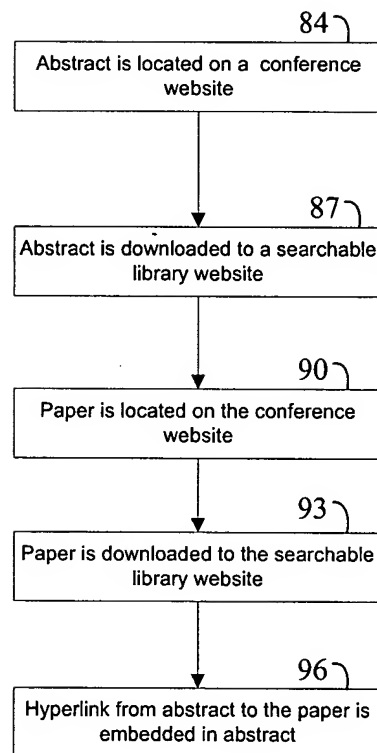 84
Abstract is located on a conference
website
87
Abstract is downloaded to a searchable
library website
90
Paper is located on the conference
website
93
Paper is downloaded to the searchable
library website
96
Hyperlink from abstract to the paper is
embedded in abstract